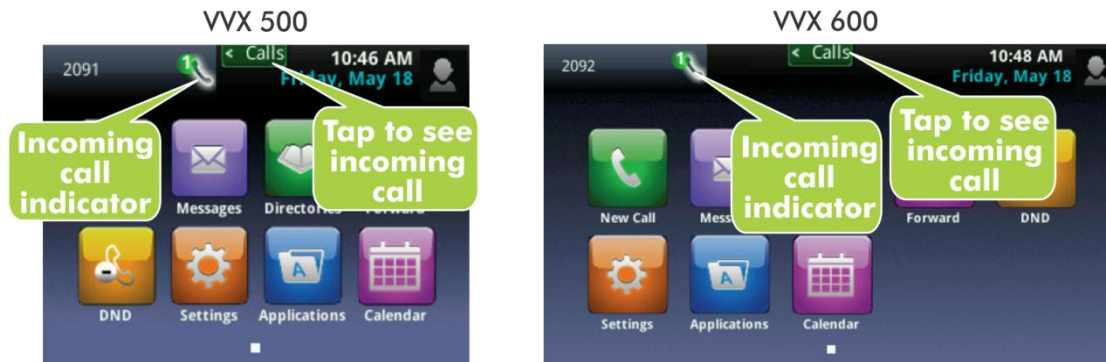 VVX 500
2091
1
< Calls
10:46 AM
Friday, May 18
Incoming
call
indicator
Tap to see
incoming
call
Messages Directories Forward
DND Settings Applications Calendar
A
VVX 600
2092
1
< Calls
10:48 AM
Friday, May 18
Incoming
call
indicator
Tap to see
incoming
call
New Call Mess Forward DND
Settings Applications Calendar
A